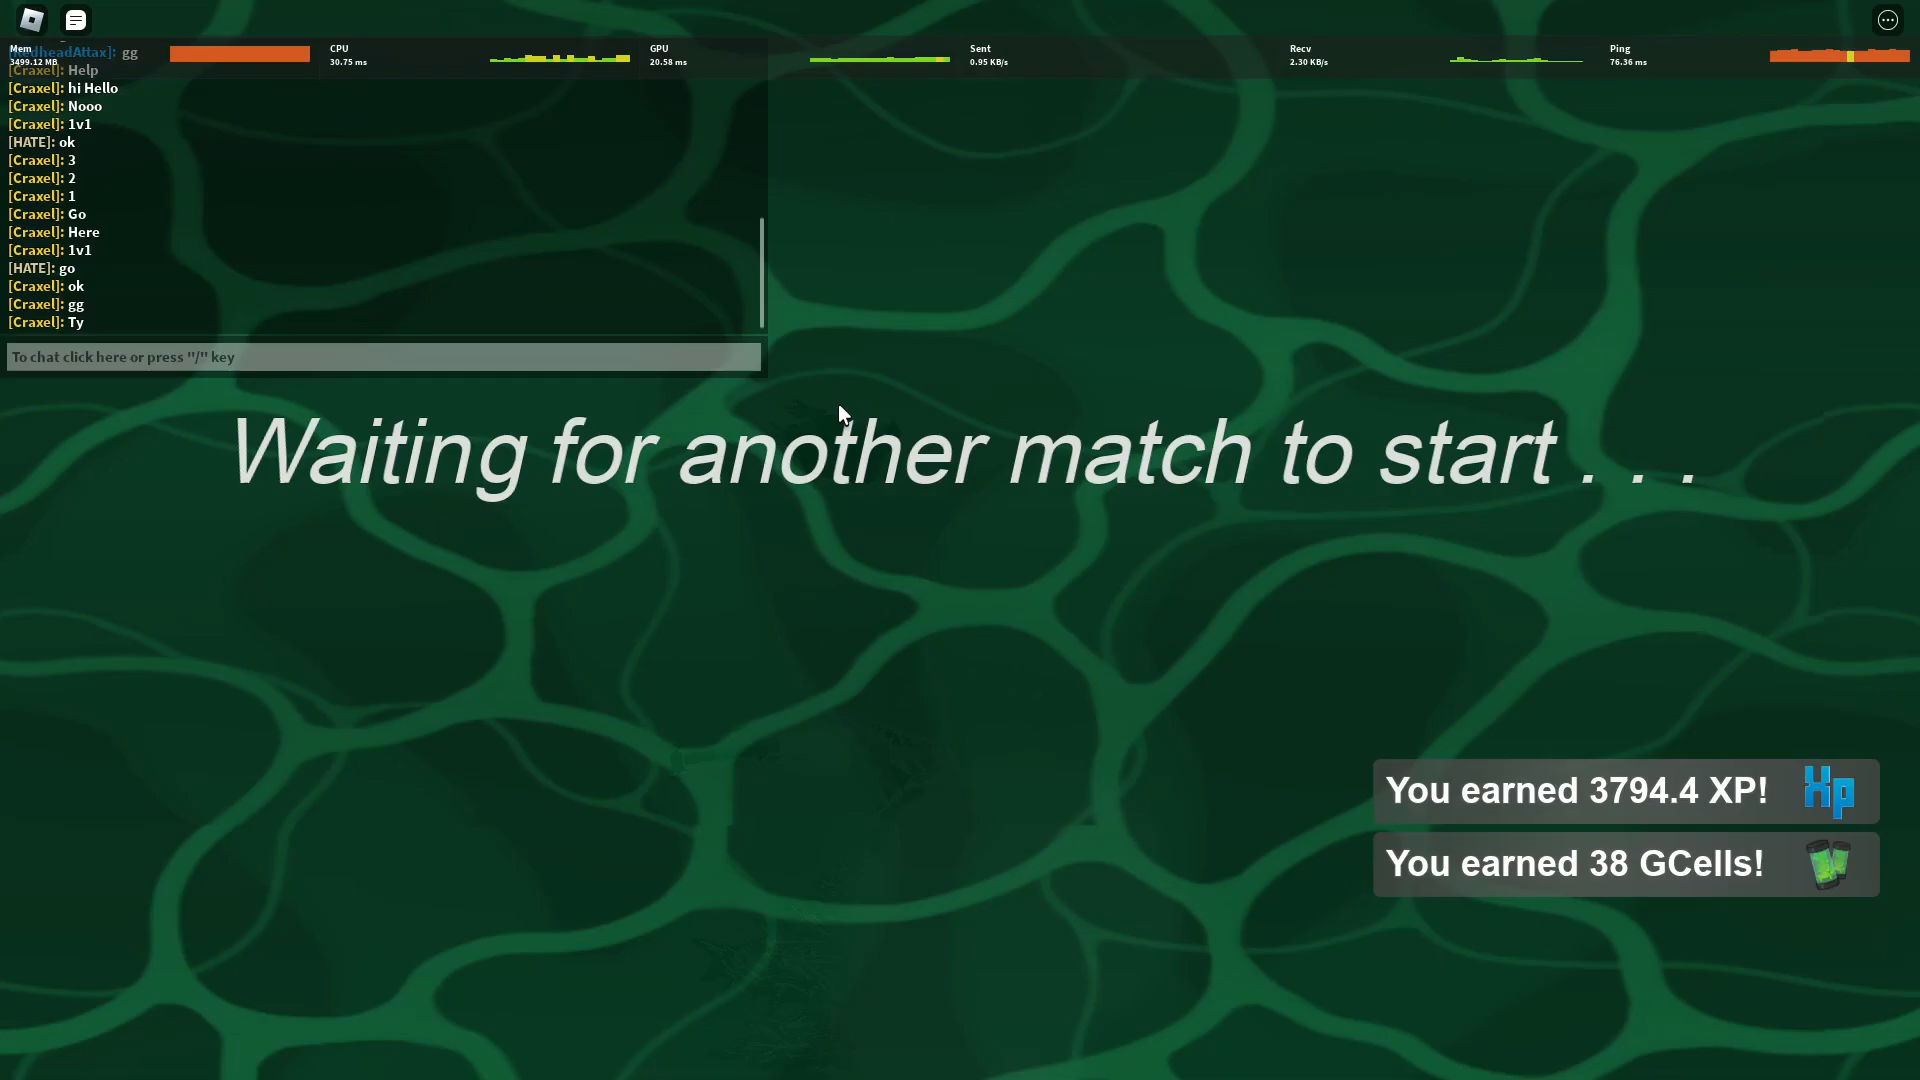 Mem
3499.12 MB
CPU
30.75 ms
GPU
20.58 ms
Sent
0.95 KB/s
Recv
2.30 KB/s
Ping
76.36 ms
[RedheadAttax]: gg
[Craxel]: Help
[Craxel]: hi Hello
[Craxel]: Nooo
[Craxel]: 1v1
[HATE]: ok
[Craxel]: 3
[Craxel]: 2
[Craxel]: 1
[Craxel]: Go
[Craxel]: Here
[Craxel]: 1v1
[HATE]: go
[Craxel]: ok
[Craxel]: gg
[Craxel]: Ty
To chat click here or press "/" key
Waiting for another match to start . . .
You earned 3794.4 XP!
Xp
You earned 38 GCells!